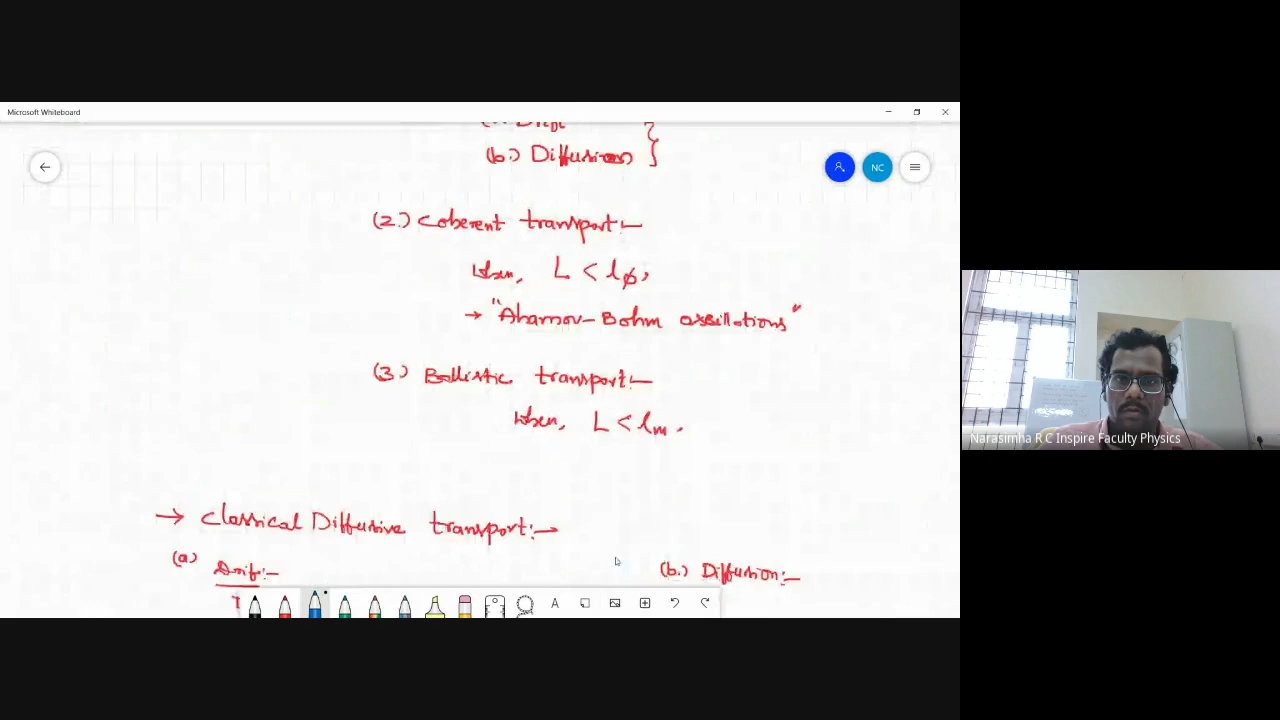 Microsoft Whiteboard
(b.) Diffusion }
NC
(2.) Coherent transport:-
when, L < lφ,
→ "Aharnov-Bohm oscillations"
(3.) Ballistic transport:-
when, L < lm.
Narasimha R C Inspire Faculty Physics
→ Classical Diffusive transport:→
(a) Drift:-
(b.) Diffusion:-
A